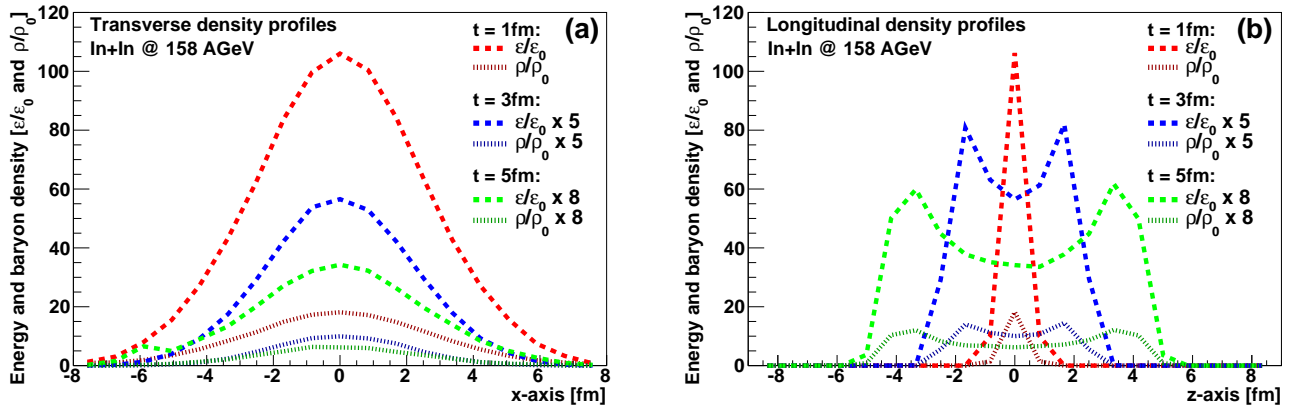 Energy and baryon density [ε/ε0 and ρ/ρ0]
120
100
80
60
40
20
0
Transverse density profiles
In+In @ 158 AGeV
(a)
t = 1fm:
ε/ε0
ρ/ρ0
t = 3fm:
ε/ε0 x 5
ρ/ρ0 x 5
t = 5fm:
ε/ε0 x 8
ρ/ρ0 x 8
-8 -6 -4 -2 0 2 4 6 8
x-axis [fm]
Energy and baryon density [ε/ε0 and ρ/ρ0]
120
100
80
60
40
20
0
Longitudinal density profiles
In+In @ 158 AGeV
(b)
t = 1fm:
ε/ε0
ρ/ρ0
t = 3fm:
ε/ε0 x 5
ρ/ρ0 x 5
t = 5fm:
ε/ε0 x 8
ρ/ρ0 x 8
-8 -6 -4 -2 0 2 4 6 8
z-axis [fm]